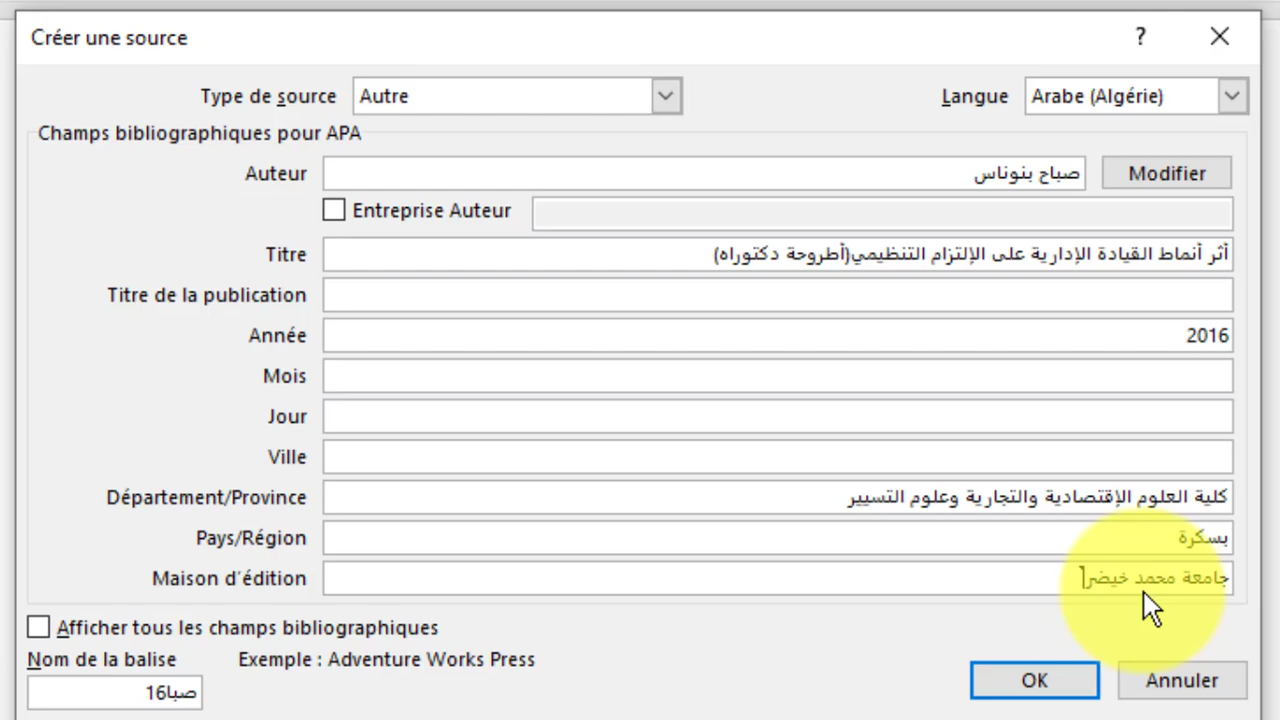 Créer une source
?
Type de source Autre Langue Arabe (Algérie)
Champs bibliographiques pour APA
Auteur صباح بنوناس Modifier
Entreprise Auteur
Titre أثر أنماط القيادة الإدارية على الإلتزام التنظيمي(أطروحة دكتوراه)
Titre de la publication
Année 2016
Mois
Jour
Ville
Département/Province كلية العلوم الإقتصادية والتجارية وعلوم التسيير
Pays/Région بسكرة
Maison d'édition جامعة محمد خيضر
Afficher tous les champs bibliographiques
Nom de la balise Exemple : Adventure Works Press
صبا16
OK Annuler